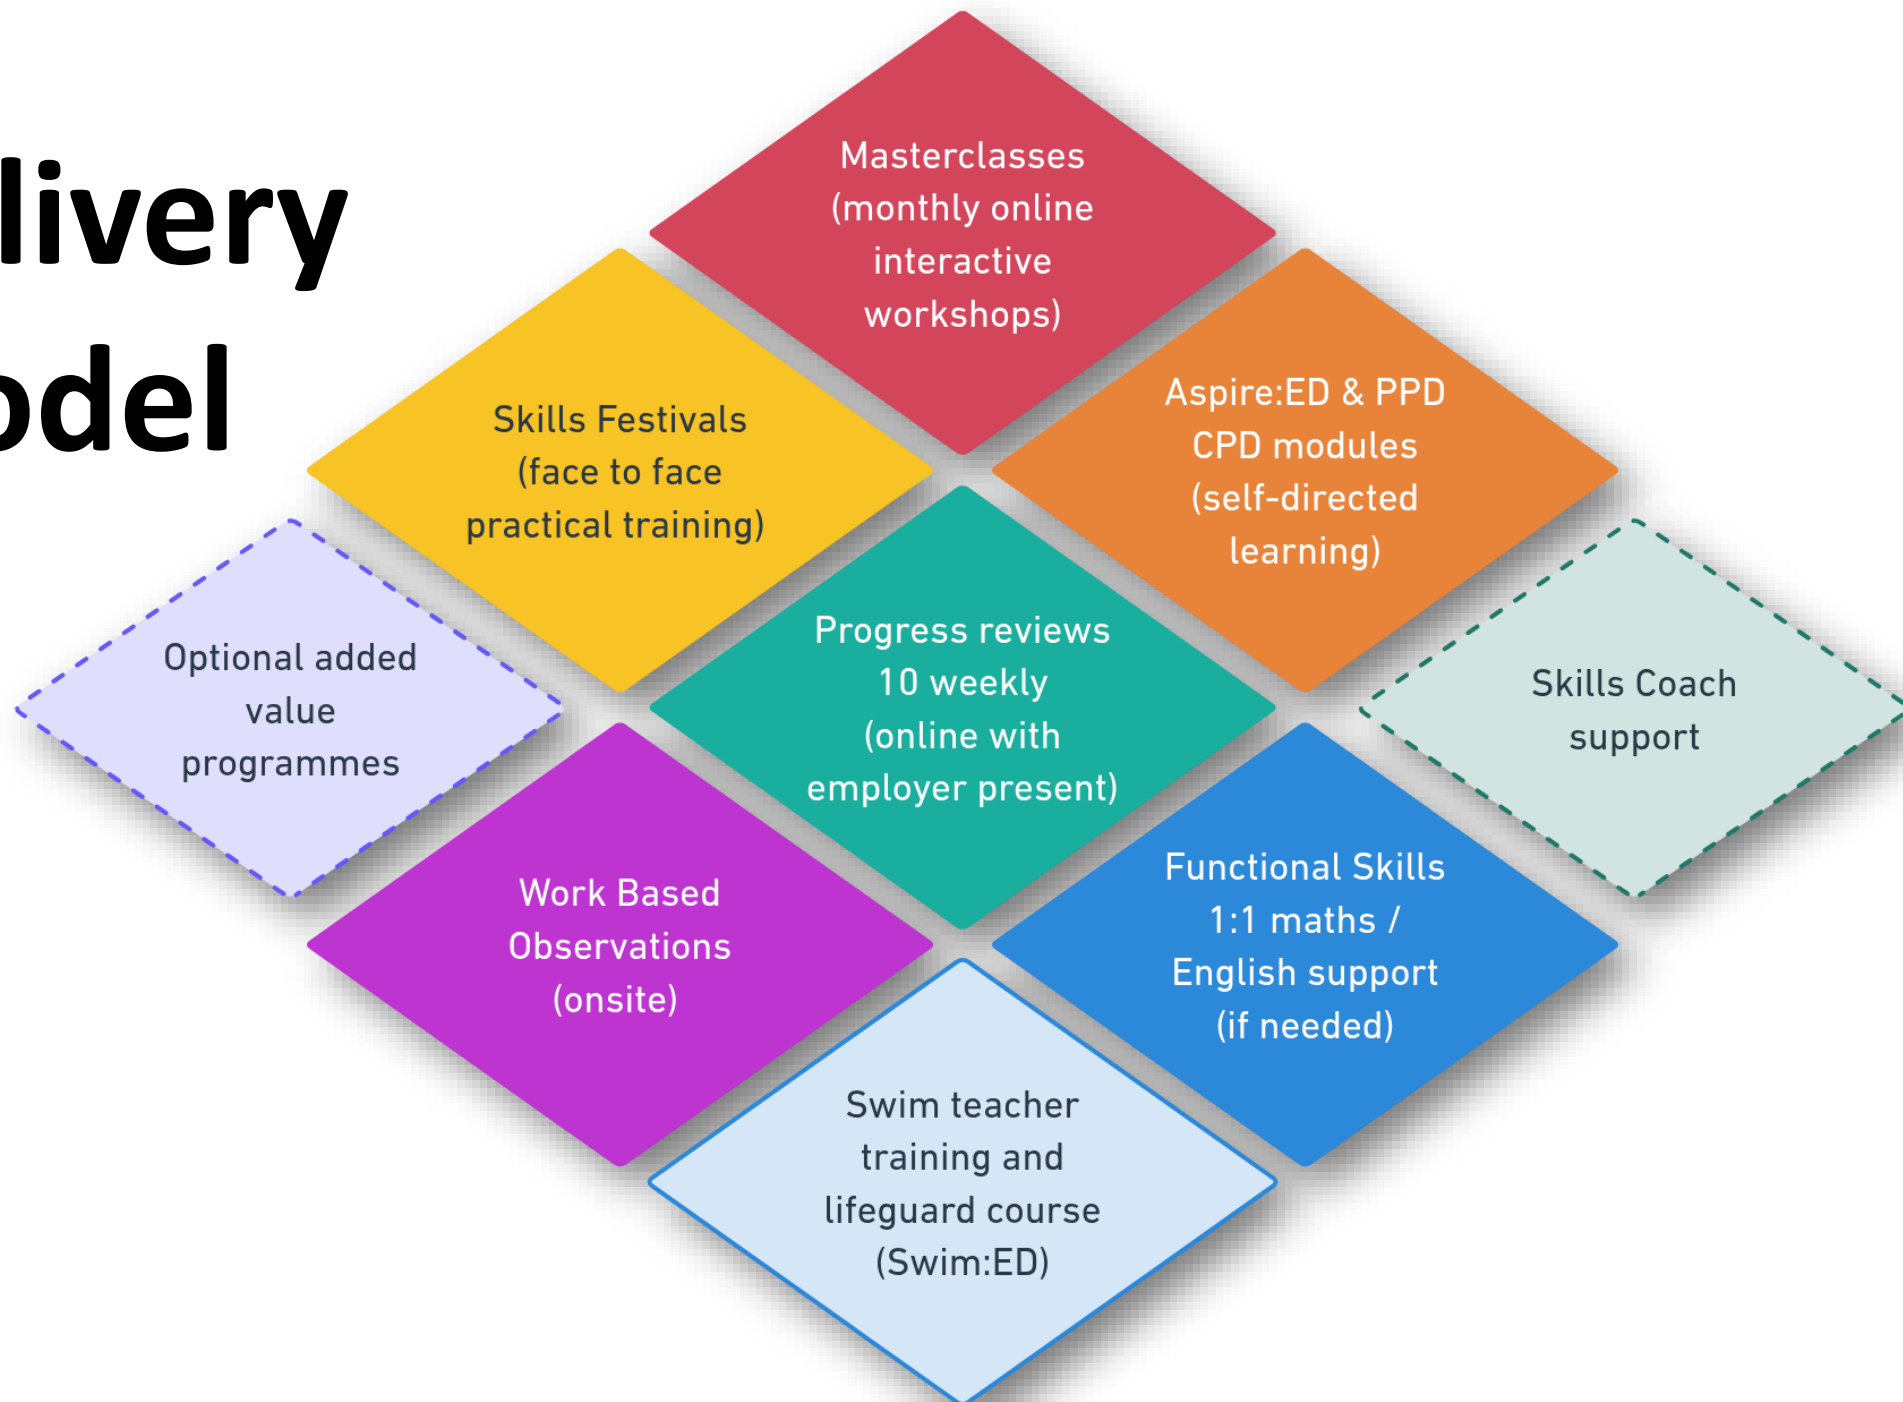 livery
odel
Masterclasses
(monthly online
interactive
workshops)
Skills Festivals
(face to face
practical training)
Aspire:ED & PPD
CPD modules
(self-directed
learning)
Optional added
value
programmes
Progress reviews
10 weekly
(online with
employer present)
Skills Coach
support
Work Based
Observations
(onsite)
Functional Skills
1:1 maths /
English support
(if needed)
Swim teacher
training and
lifeguard course
(Swim:ED)